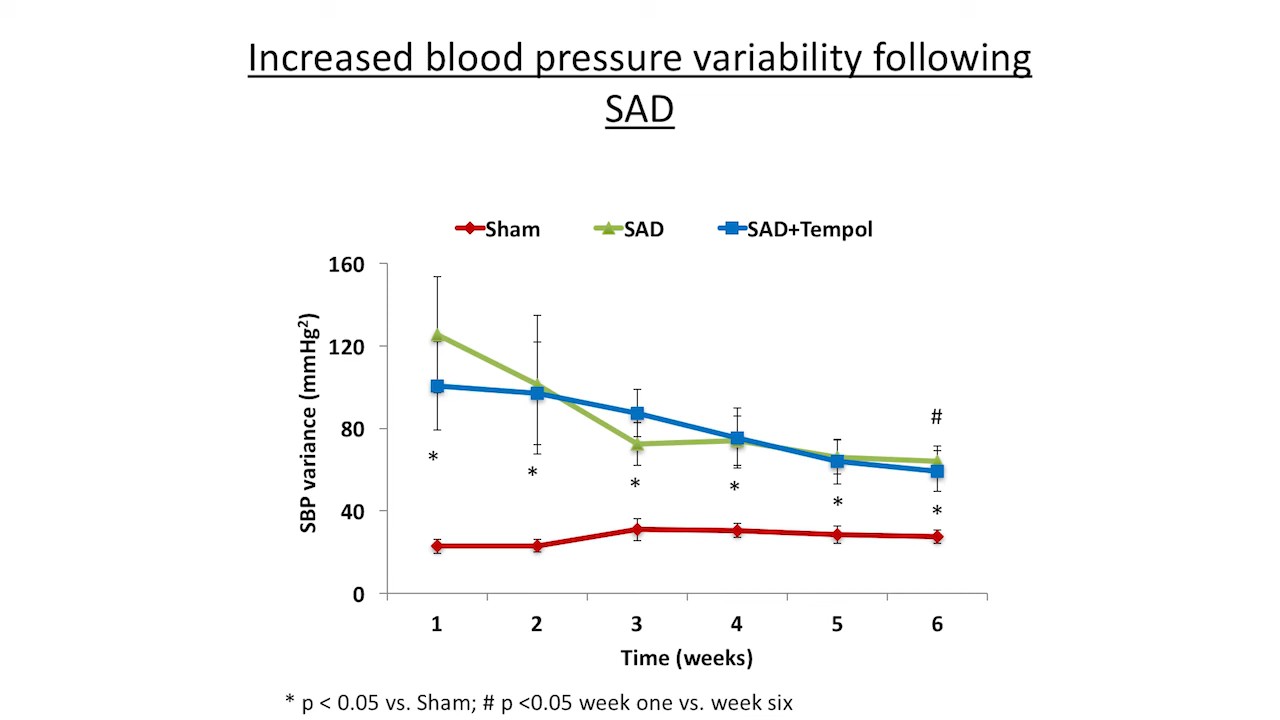 Increased blood pressure variability following
SAD
Sham SAD SAD+Tempol
160
120
80
40
0
SBP variance (mmHg²)
#
* * * * * *
1 2 3 4 5 6
Time (weeks)
* p < 0.05 vs. Sham; # p <0.05 week one vs. week six